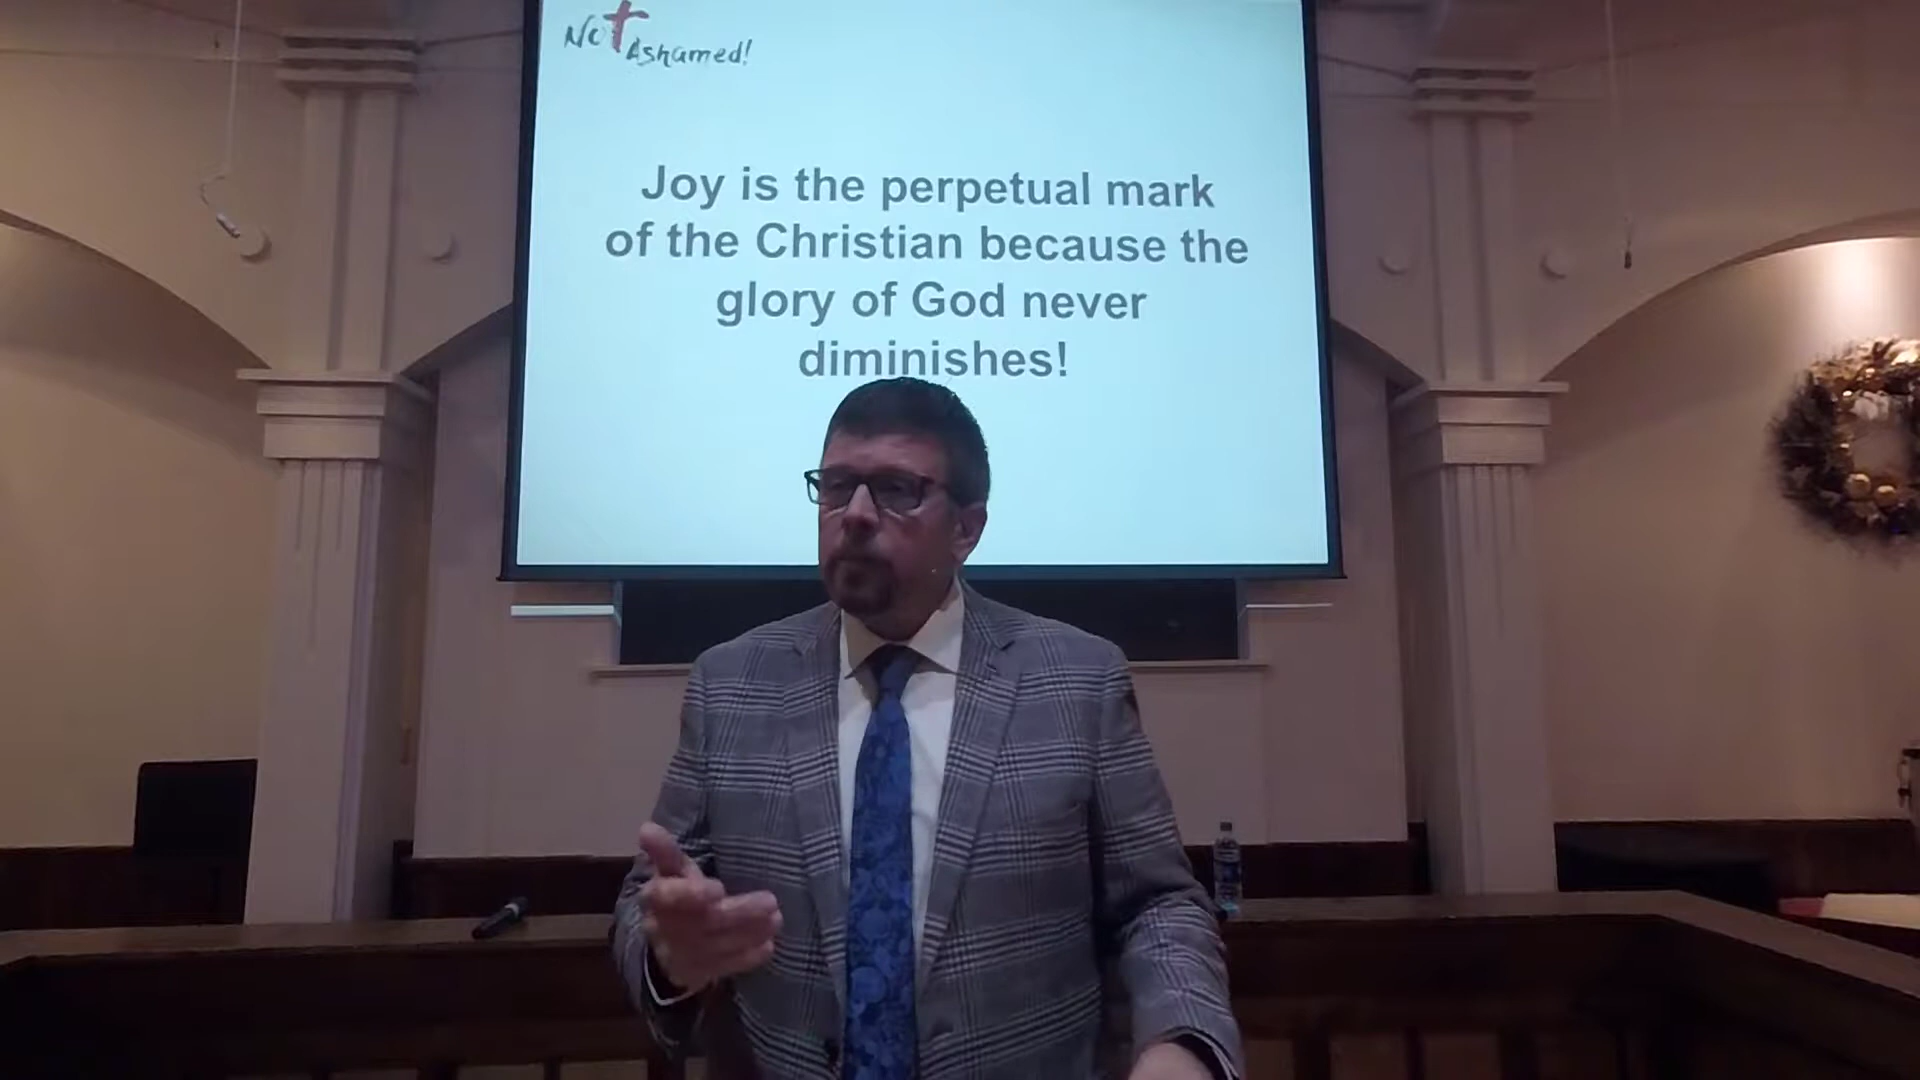 Not
Ashamed!
Joy is the perpetual mark
of the Christian because the
glory of God never
diminishes!